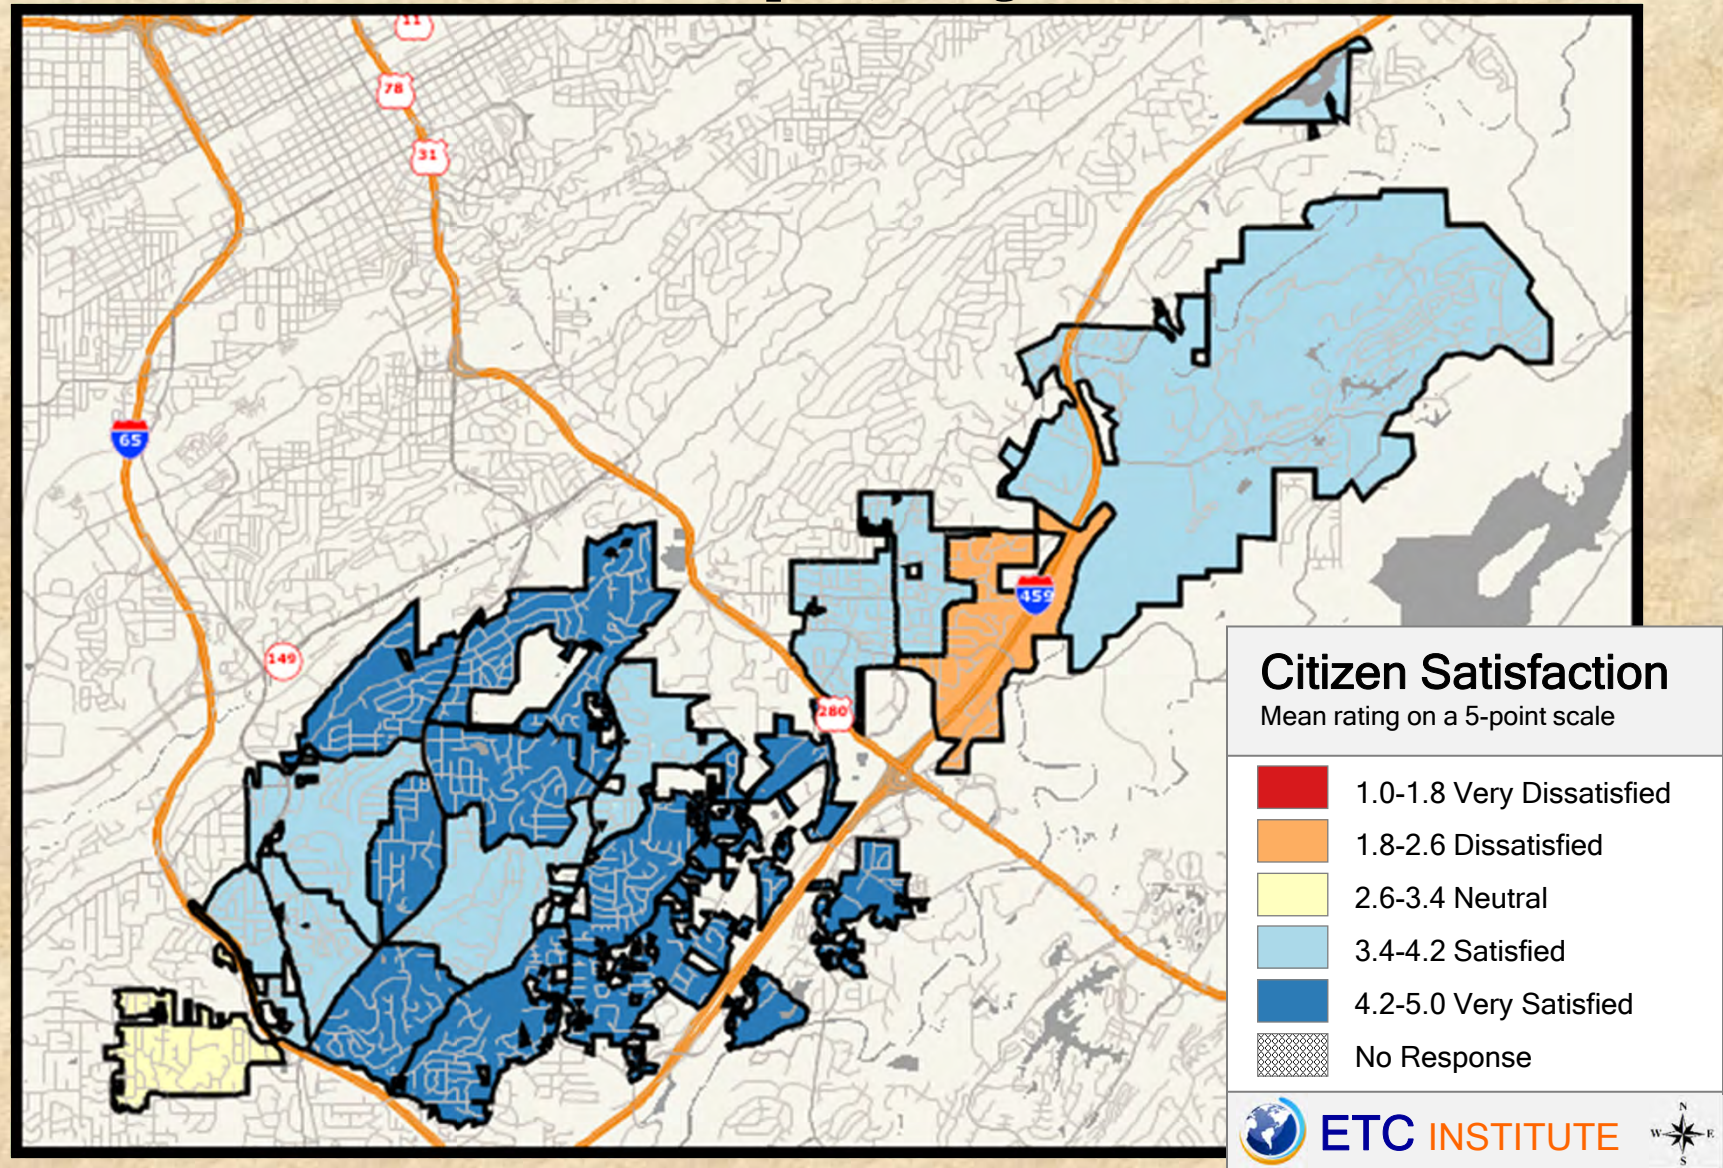 11
78
31
65
149
459
280
Citizen Satisfaction
Mean rating on a 5-point scale
1.0-1.8 Very Dissatisfied
1.8-2.6 Dissatisfied
2.6-3.4 Neutral
3.4-4.2 Satisfied
4.2-5.0 Very Satisfied
No Response
ETC INSTITUTE
N
W E
S